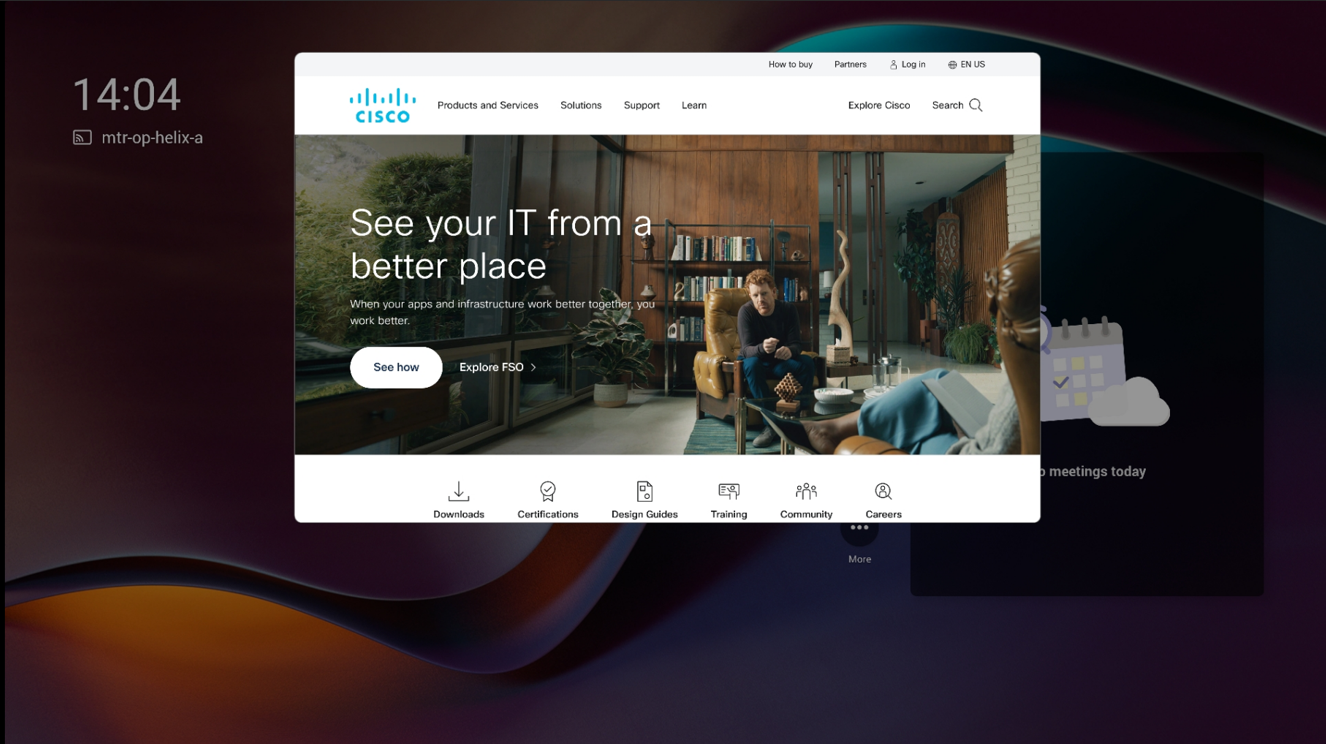 14:04
mtr-op-helix-a
How to buy Partners Log in EN US
CISCO
Products and Services Solutions Support Learn Explore Cisco Search
See your IT from a
better place
When your apps and infrastructure work better together, you
work better.
See how Explore FSO
meetings today
Downloads Certifications Design Guides Training Community Careers
More